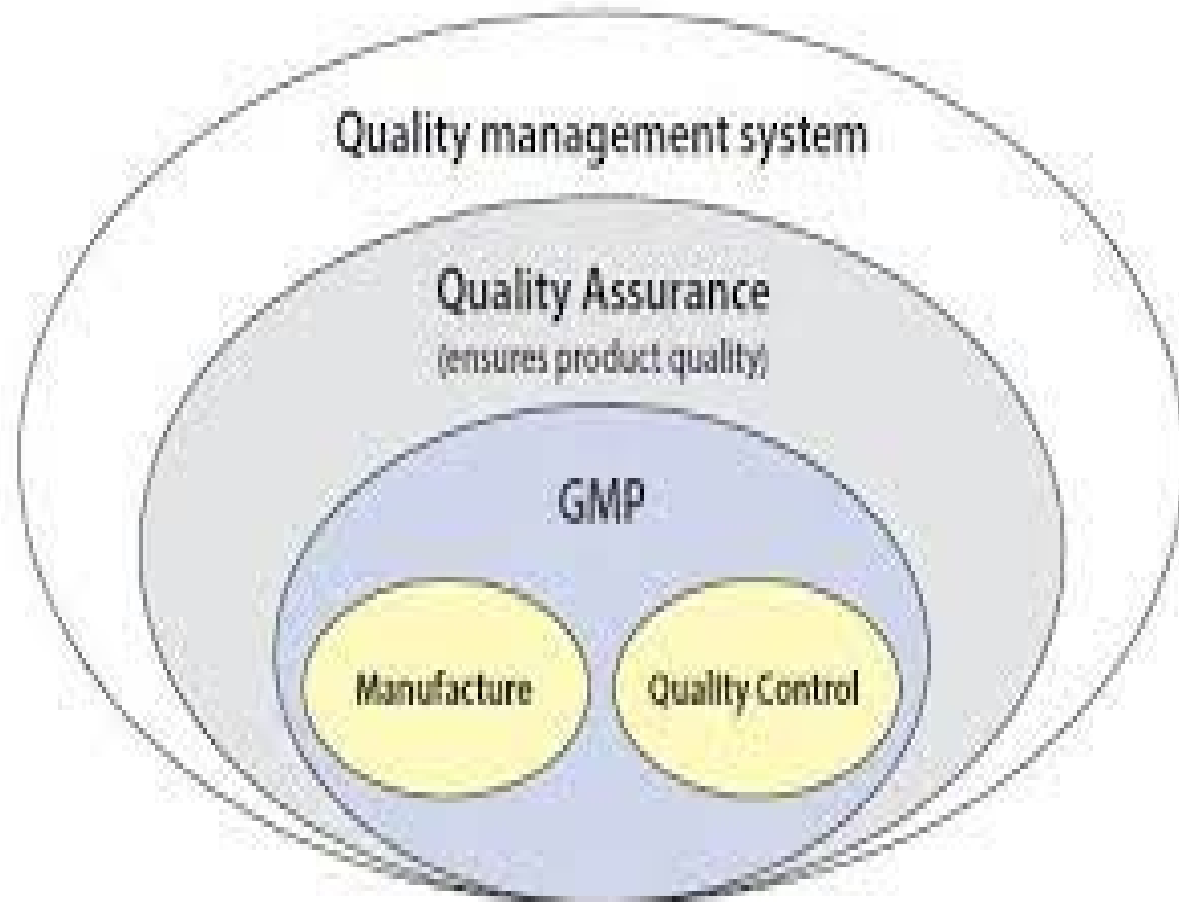 Quality management system
Quality Assurance
(ensures product quality)
GMP
Manufacture
Quality Control